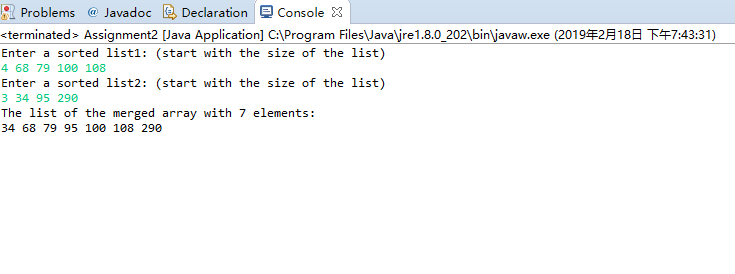 Problems @ Javadoc Declaration Console
<terminated> Assignment2 [Java Application] C:\Program Files\Java\jre1.8.0_202\bin\javaw.exe (2019年2月18日 下午7:43:31)
Enter a sorted list1: (start with the size of the list)
4 68 79 100 108
Enter a sorted list2: (start with the size of the list)
3 34 95 290
The list of the merged array with 7 elements:
34 68 79 95 100 108 290